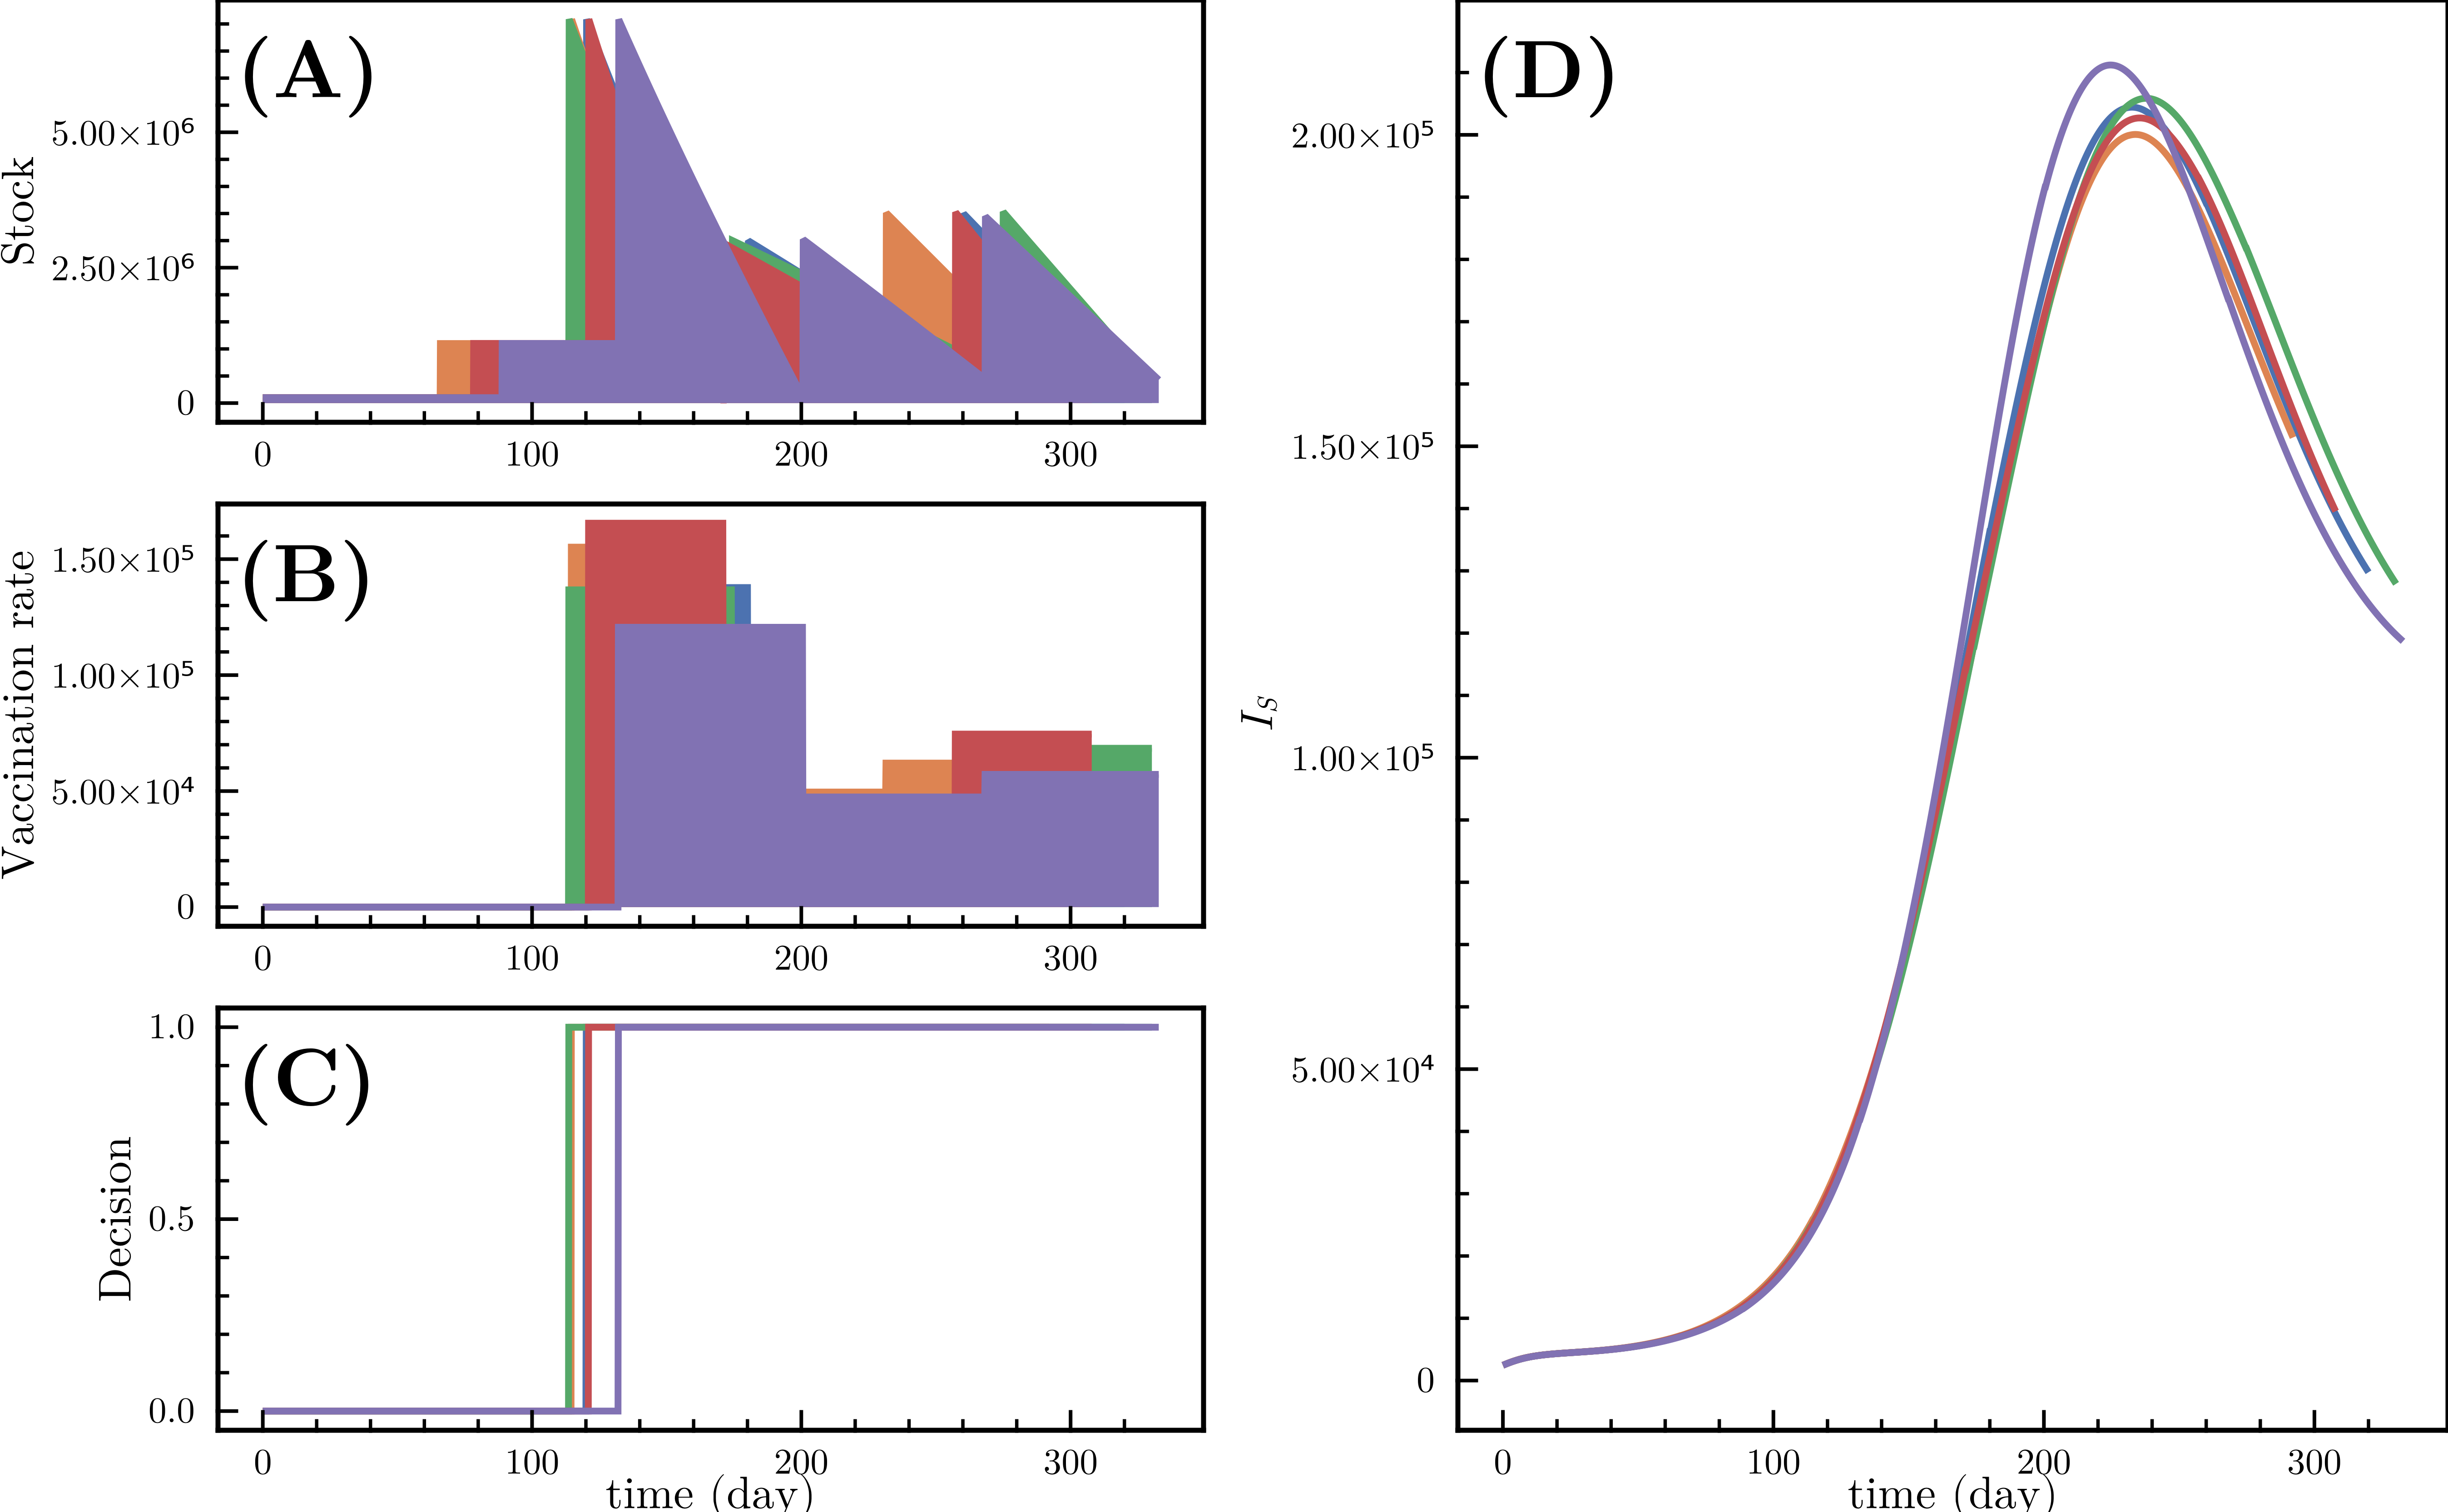 (A)
Stock
5.00×10⁶
2.50×10⁶
0
0 100 200 300
(B)
Vaccination rate
1.50×10⁵
1.00×10⁵
5.00×10⁴
0
0 100 200 300
(C)
Decision
1.0
0.5
0.0
0 100 200 300
time (day)
(D)
I_S
2.00×10⁵
1.50×10⁵
1.00×10⁵
5.00×10⁴
0
0 100 200 300
time (day)